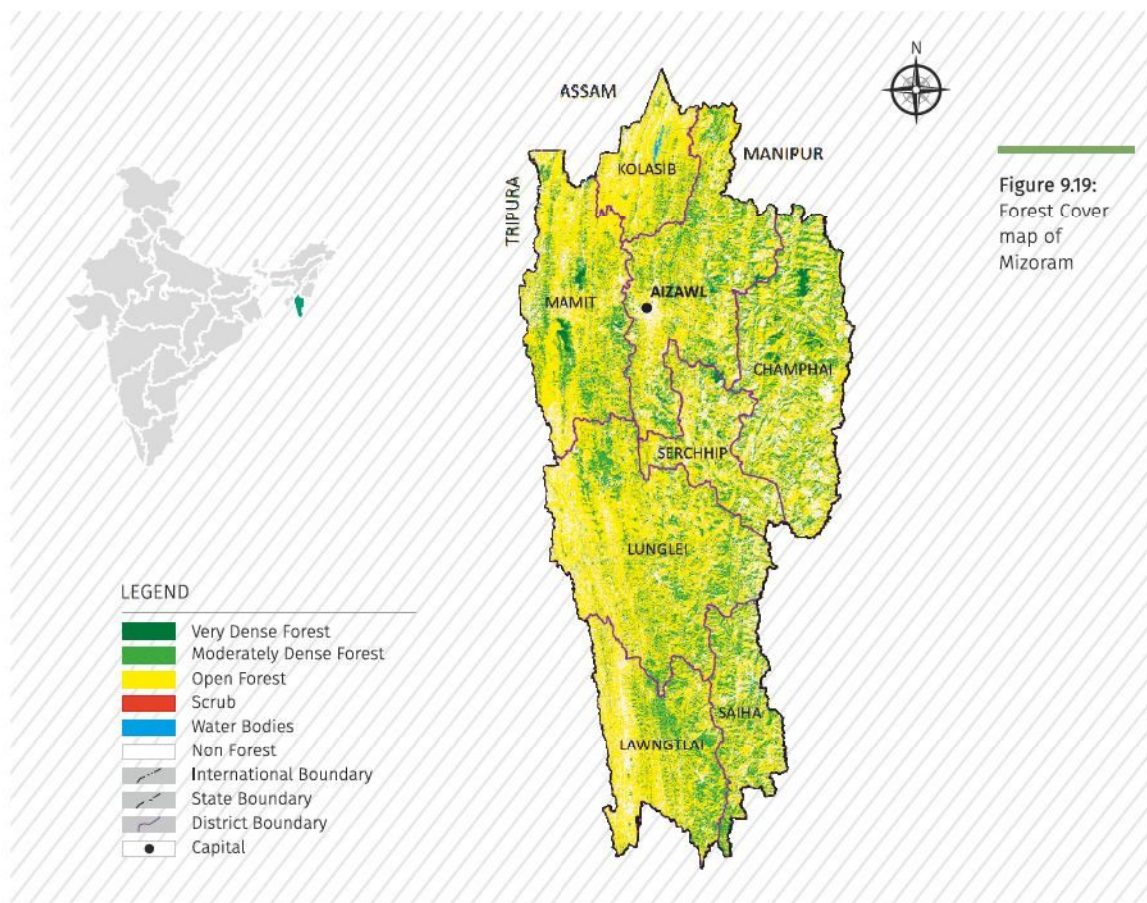 N
ASSAM
MANIPUR
KOLASIB
TRIPURA
Figure 9.19:
Forest Cover
map of
Mizoram
MAMIT
AIZAWL
CHAMPHAI
SERCHHIP
LUNGLEI
SAIHA
LAWNGTLAI
LEGEND
Very Dense Forest
Moderately Dense Forest
Open Forest
Scrub
Water Bodies
Non Forest
International Boundary
State Boundary
District Boundary
Capital